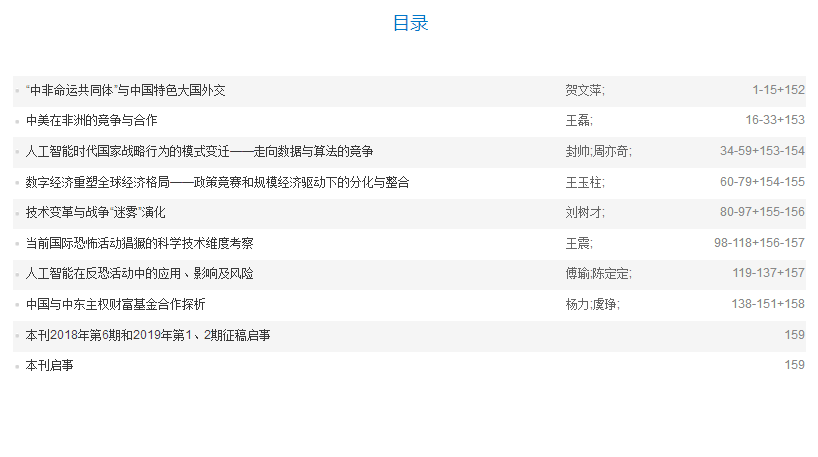 目录
“中非命运共同体”与中国特色大国外交 贺文萍; 1-15+152
中美在非洲的竞争与合作 王磊; 16-33+153
人工智能时代国家战略行为的模式变迁——走向数据与算法的竞争 封帅;周亦奇; 34-59+153-154
数字经济重塑全球经济格局——政策竞赛和规模经济驱动下的分化与整合 王玉柱; 60-79+154-155
技术变革与战争“迷雾”演化 刘树才; 80-97+155-156
当前国际恐怖活动猖獗的科学技术维度考察 王震; 98-118+156-157
人工智能在反恐活动中的应用、影响及风险 傅瑜;陈定定; 119-137+157
中国与中东主权财富基金合作探析 杨力;虔琤; 138-151+158
本刊2018年第6期和2019年第1、2期征稿启事 159
本刊启事 159